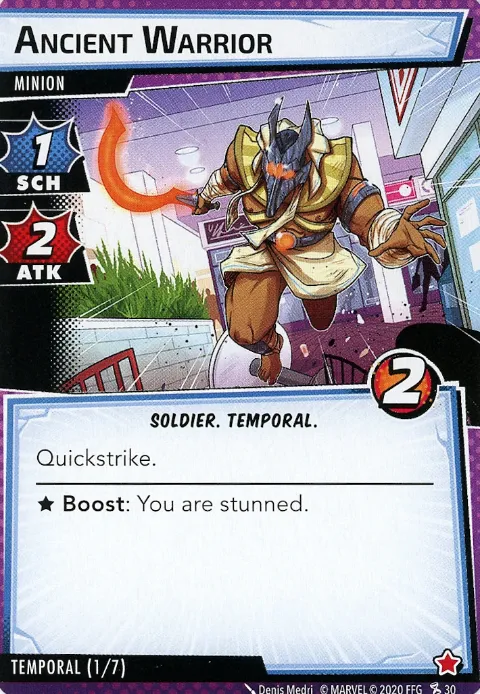 ANCIENT WARRIOR
MINION
1
SCH
2
ATK
2
SOLDIER. TEMPORAL.
Quickstrike.
★ Boost: You are stunned.
TEMPORAL (1/7)
Denis Medri © MARVEL © 2020 FFG 30